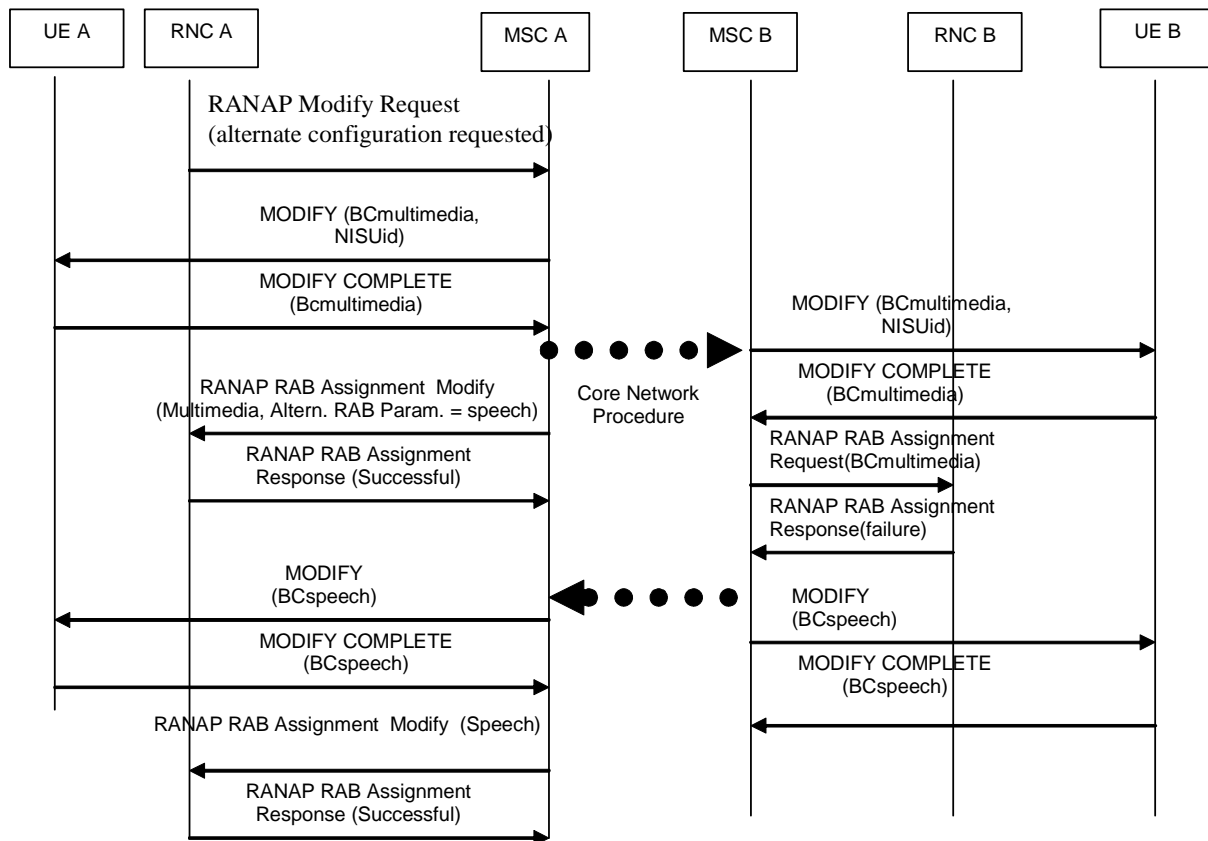 UE A
RNC A
MSC A
MSC B
RNC B
UE B
RANAP Modify Request
(alternate configuration requested)
MODIFY (BCmultimedia,
NISUid)
MODIFY COMPLETE
(Bcmultimedia)
MODIFY (BCmultimedia,
NISUid)
Core Network
Procedure
MODIFY COMPLETE
(BCmultimedia)
RANAP RAB Assignment Modify
(Multimedia, Altern. RAB Param. = speech)
RANAP RAB Assignment
Request(BCmultimedia)
RANAP RAB Assignment
Response (Successful)
RANAP RAB Assignment
Response(failure)
MODIFY
(BCspeech)
MODIFY
(BCspeech)
MODIFY COMPLETE
(BCspeech)
MODIFY COMPLETE
(BCspeech)
RANAP RAB Assignment Modify (Speech)
RANAP RAB Assignment
Response (Successful)